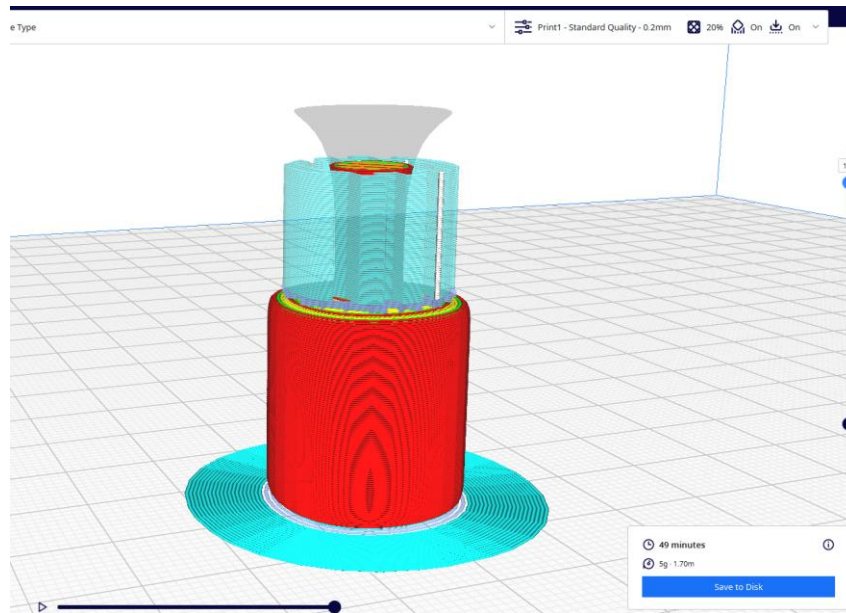 e Type
Print1 - Standard Quality - 0.2mm 20% On On
49 minutes
5g · 1.70m
Save to Disk